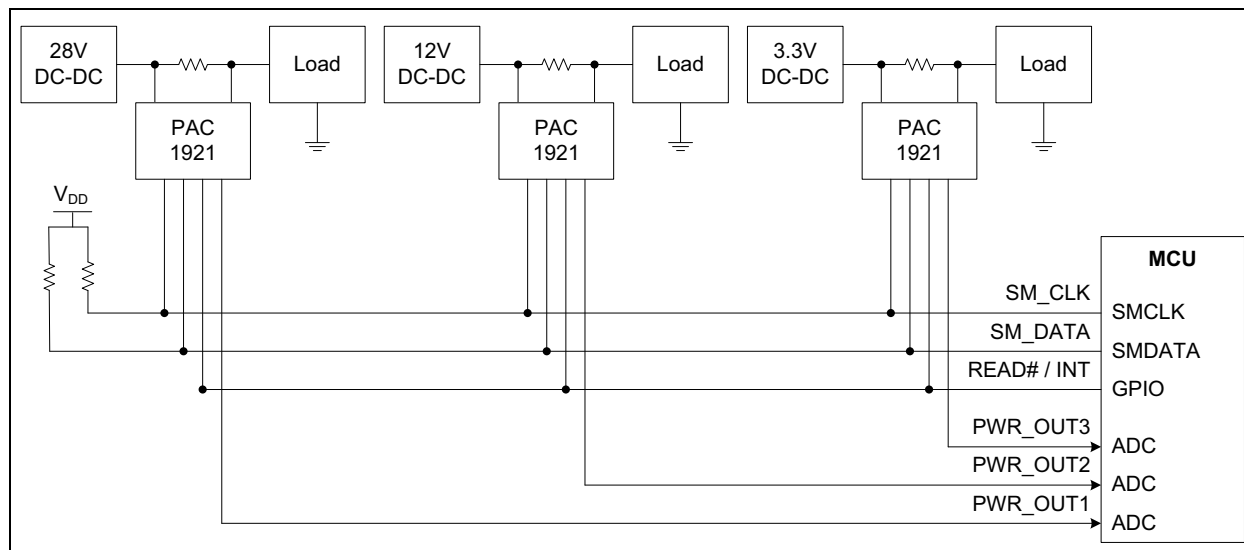 28V
DC-DC
Load
12V
DC-DC
Load
3.3V
DC-DC
Load
PAC
1921
PAC
1921
PAC
1921
VDD
MCU
SM_CLK
SMCLK
SM_DATA
SMDATA
READ# / INT
GPIO
PWR_OUT3
ADC
PWR_OUT2
ADC
PWR_OUT1
ADC